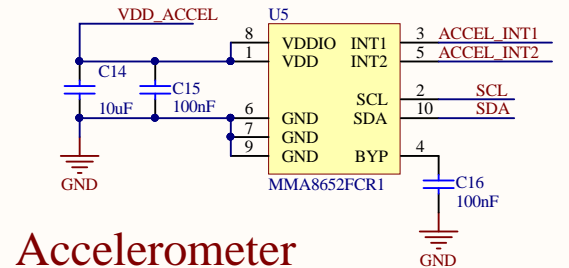 VDD_ACCEL
U5
8 VDDIO INT1 3 ACCEL_INT1
1 VDD INT2 5 ACCEL_INT2
C14
10uF
C15
100nF
SCL 2 SCL
6 GND SDA 10 SDA
7 GND
9 GND BYP 4
GND
MMA8652FCR1
C16
100nF
GND
Accelerometer